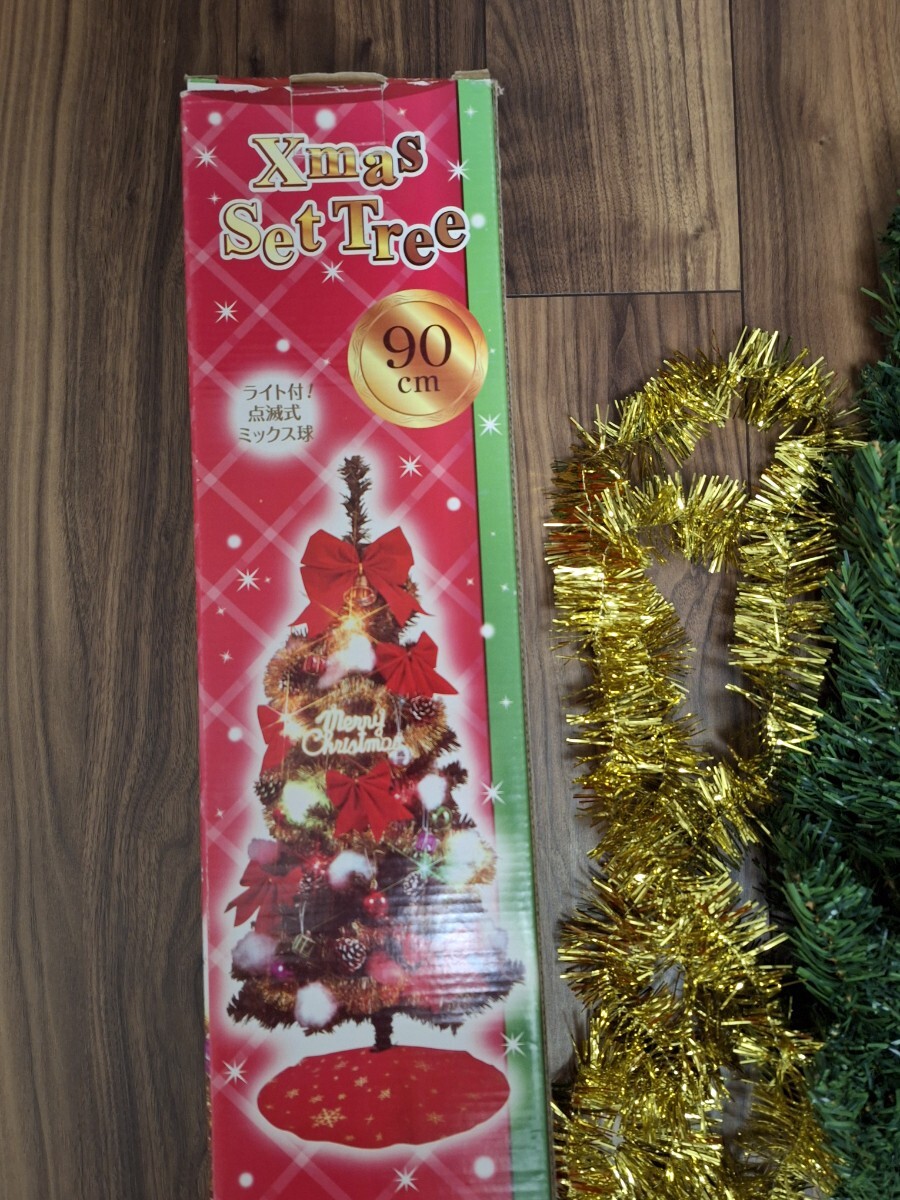 Xmas
Set Tree
90
cm
ライト付!
点滅式
ミックス球
Merry
Christmas